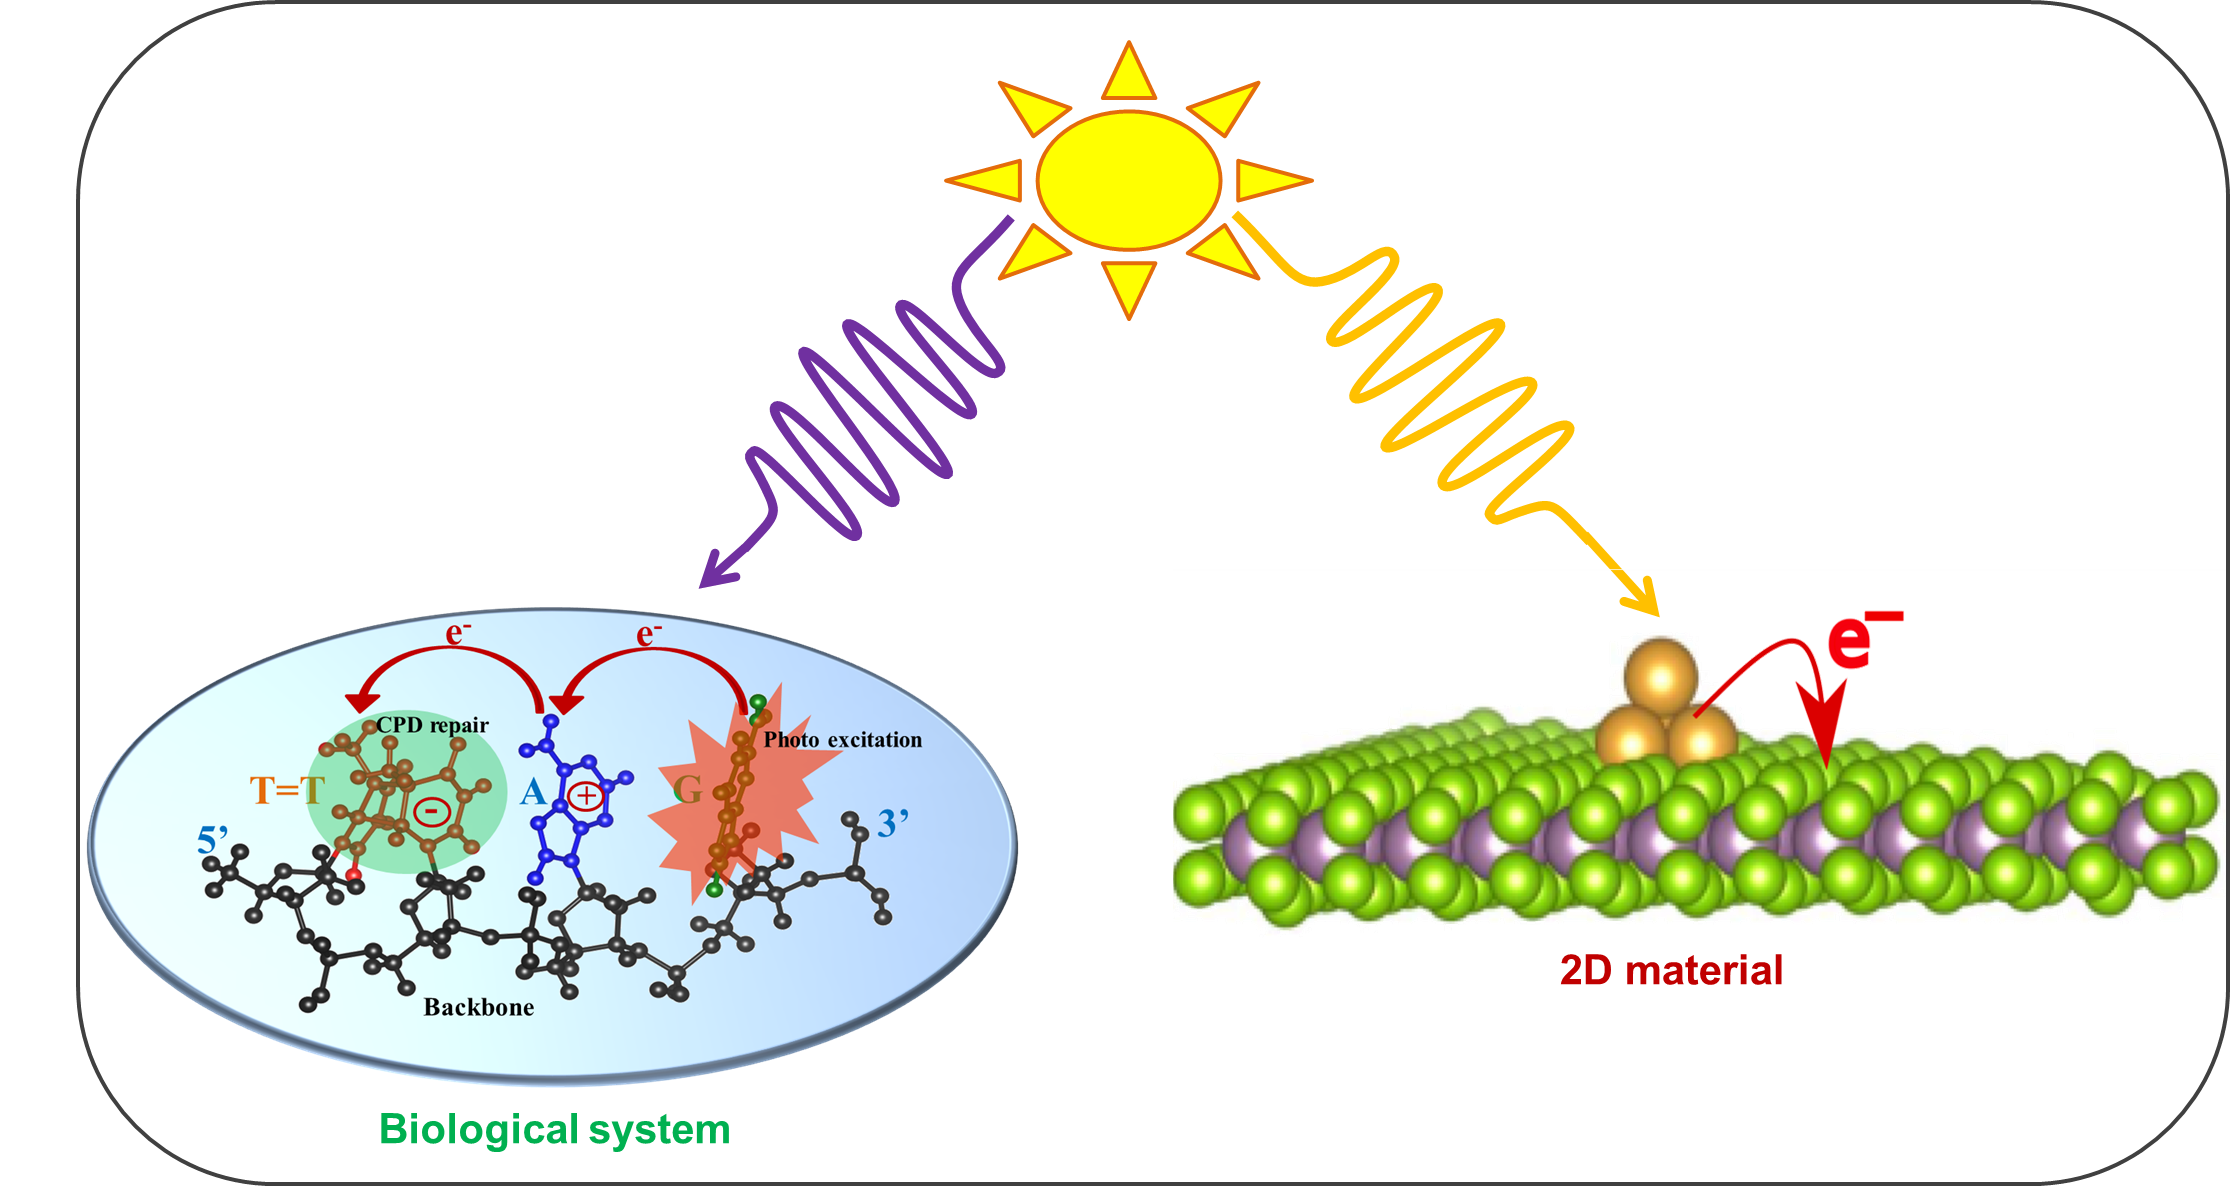 e-
e-
e-
CPD repair
Photo excitation
T=T
-
A
+
G
5’
3’
Backbone
2D material
Biological system